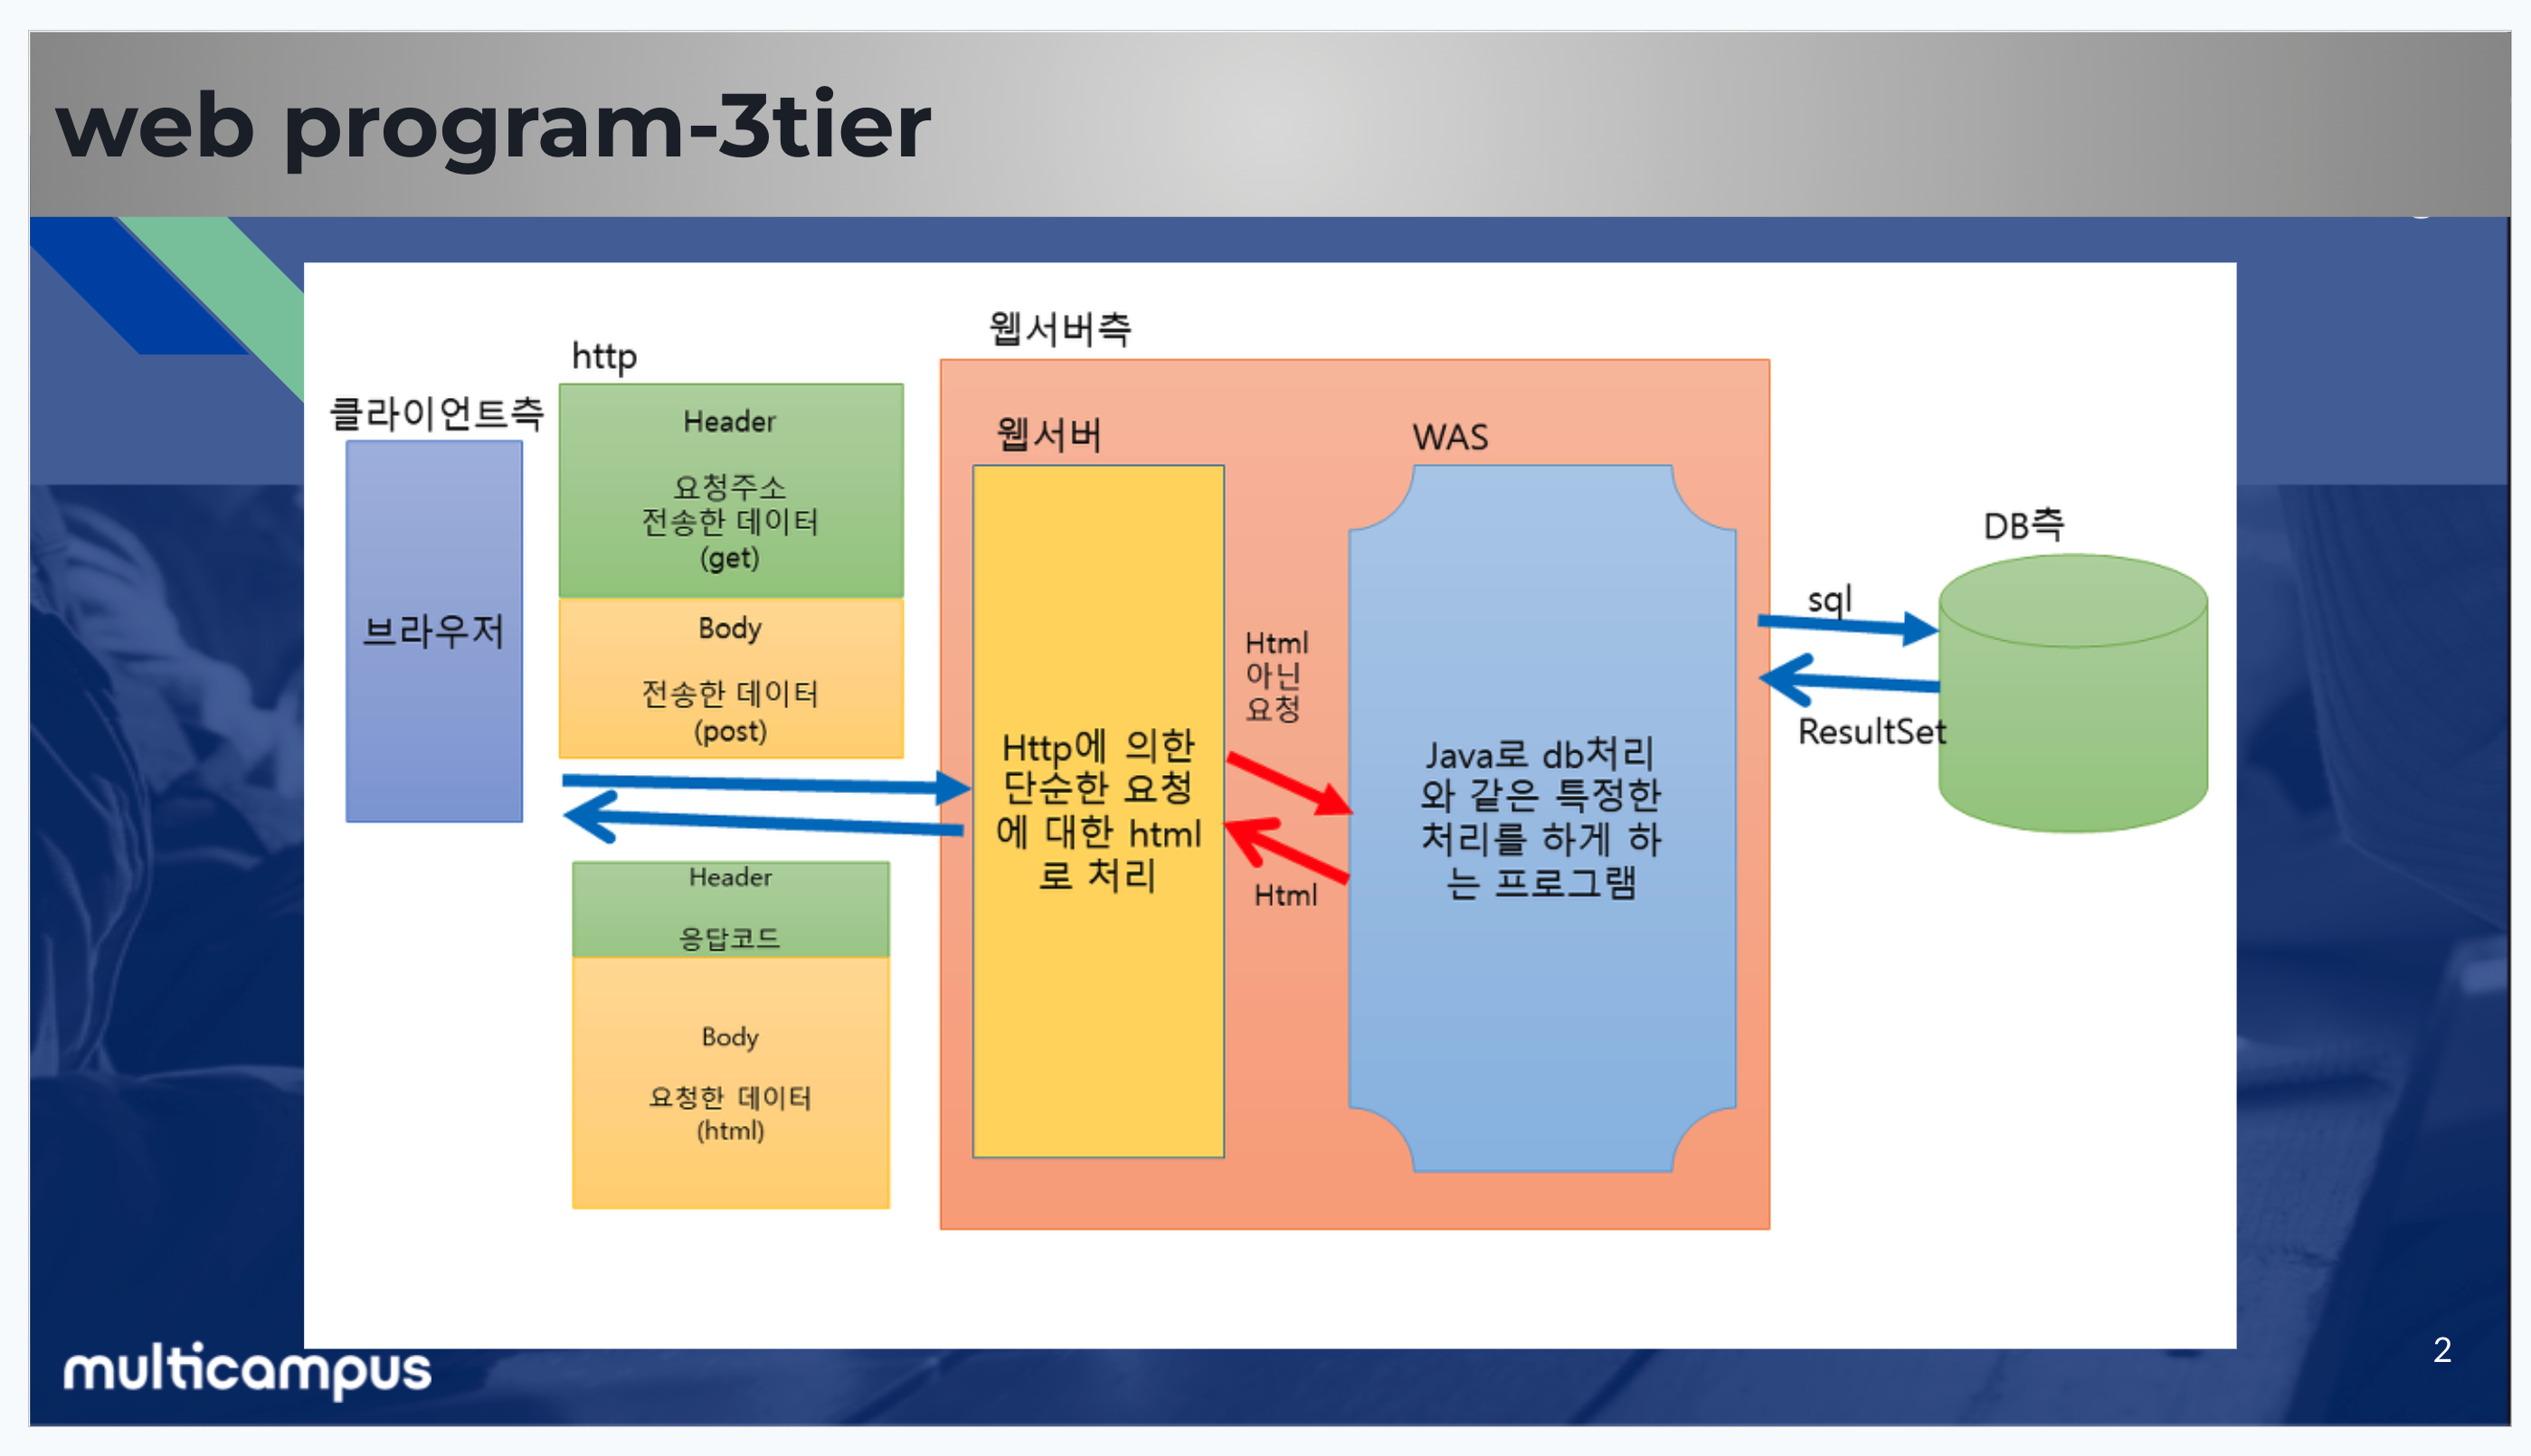 web program-3tier
웹서버측
http
클라이언트측
Header
요청주소
전송한 데이터
(get)
Body
전송한 데이터
(post)
브라우저
Header
응답코드
Body
요청한 데이터
(html)
웹서버
Http에 의한
단순한 요청
에 대한 html
로 처리
Html
아닌
요청
Html
WAS
Java로 db처리
와 같은 특정한
처리를 하게 하
는 프로그램
sql
ResultSet
DB측
multicampus
2